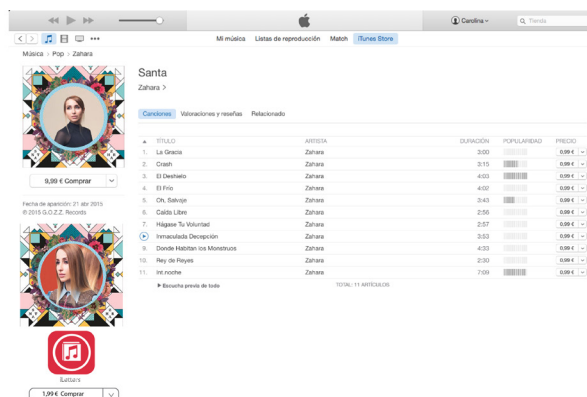 Carolina
Tienda
Mi música Listas de reproducción Match iTunes Store
Música > Pop > Zahara
Santa
Zahara >
Canciones Valoraciones y reseñas Relacionado
TÍTULO ARTISTA DURACIÓN POPULARIDAD PRECIO
1. La Gracia Zahara 3:00 0,99 €
2. Crash Zahara 3:15 0,99 €
3. El Deshielo Zahara 4:03 0,99 €
4. El Frío Zahara 4:02 0,99 €
5. Oh, Salvaje Zahara 3:43 0,99 €
6. Caída Libre Zahara 2:56 0,99 €
7. Hágase Tu Voluntad Zahara 2:57 0,99 €
Inmaculada Decepción Zahara 3:53 0,99 €
9. Donde Habitan los Monstruos Zahara 4:33 0,99 €
10. Rey de Reyes Zahara 2:30 0,99 €
11. Int.noche Zahara 7:09 0,99 €
Escucha previa de todo TOTAL: 11 ARTÍCULOS
9,99 € Comprar
Fecha de aparición: 21 abr 2015
℗ 2015 G.O.Z.Z. Records
1,99 € Comprar